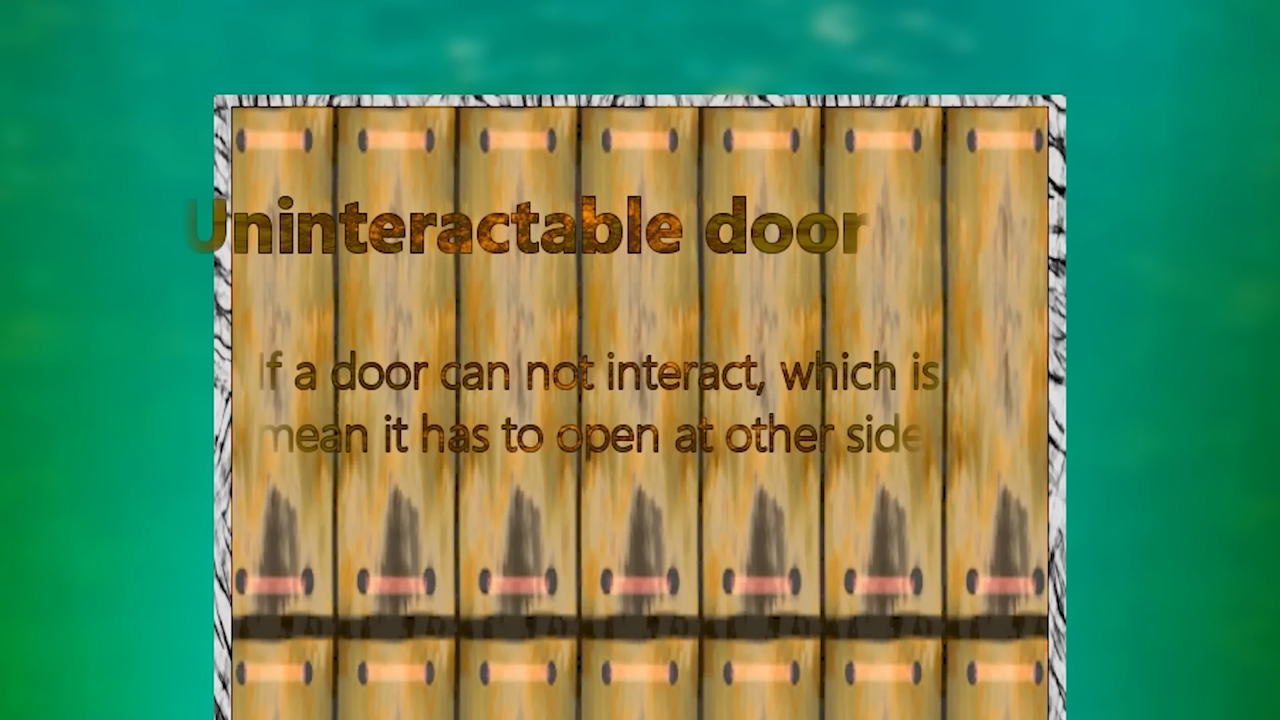 Uninteractable door
If a door can not interact, which is
mean it has to open at other side